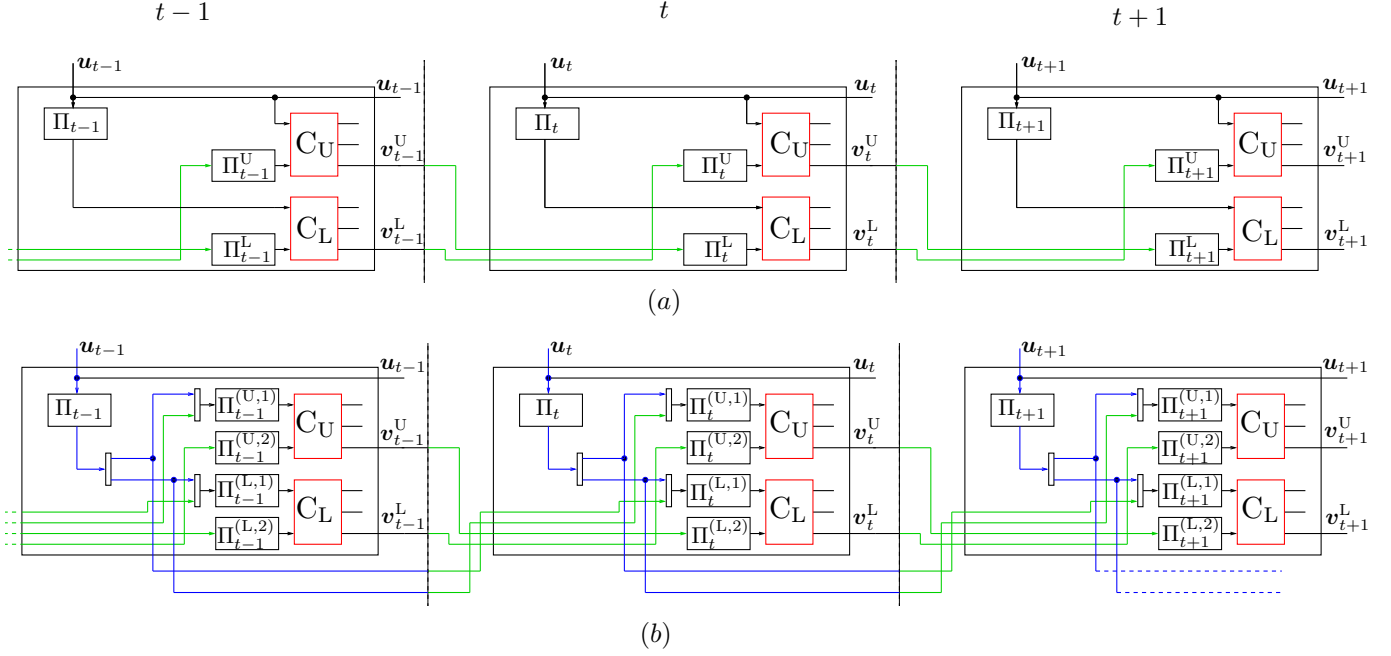 t − 1 t t + 1
u_{t−1} u_t u_{t+1}
u_{t−1} u_t u_{t+1}
Π_{t−1} Π_t Π_{t+1}
C_U C_U C_U
v^U_{t−1} v^U_t v^U_{t+1}
Π^U_{t−1} Π^U_t Π^U_{t+1}
C_L C_L C_L
v^L_{t−1} v^L_t v^L_{t+1}
Π^L_{t−1} Π^L_t Π^L_{t+1}
(a)
u_{t−1} u_t u_{t+1}
u_{t−1} u_t u_{t+1}
Π_{t−1} Π^{(U,1)}_{t−1} Π_t Π^{(U,1)}_t Π_{t+1} Π^{(U,1)}_{t+1}
C_U C_U C_U
v^U_{t−1} v^U_t v^U_{t+1}
Π^{(U,2)}_{t−1} Π^{(U,2)}_t Π^{(U,2)}_{t+1}
Π^{(L,1)}_{t−1} Π^{(L,1)}_t Π^{(L,1)}_{t+1}
C_L C_L C_L
v^L_{t−1} v^L_t v^L_{t+1}
Π^{(L,2)}_{t−1} Π^{(L,2)}_t Π^{(L,2)}_{t+1}
(b)